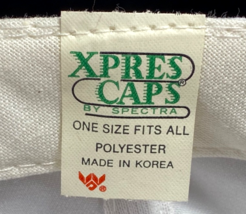 XPRES
CAPS®
BY SPECTRA
ONE SIZE FITS ALL
POLYESTER
MADE IN KOREA
®